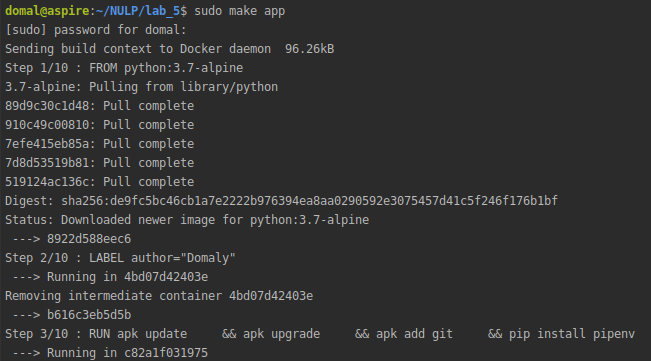 domal@aspire:~/NULP/lab_5$ sudo make app
[sudo] password for domal:
Sending build context to Docker daemon  96.26kB
Step 1/10 : FROM python:3.7-alpine
3.7-alpine: Pulling from library/python
89d9c30c1d48: Pull complete
910c49c00810: Pull complete
7efe415eb85a: Pull complete
7d8d53519b81: Pull complete
519124ac136c: Pull complete
Digest: sha256:de9fc5bc46cb1a7e2222b976394ea8aa0290592e3075457d41c5f246f176b1bf
Status: Downloaded newer image for python:3.7-alpine
 ---> 8922d588eec6
Step 2/10 : LABEL author="Domaly"
 ---> Running in 4bd07d42403e
Removing intermediate container 4bd07d42403e
 ---> b616c3eb5d5b
Step 3/10 : RUN apk update     && apk upgrade     && apk add git     && pip install pipenv
 ---> Running in c82a1f031975